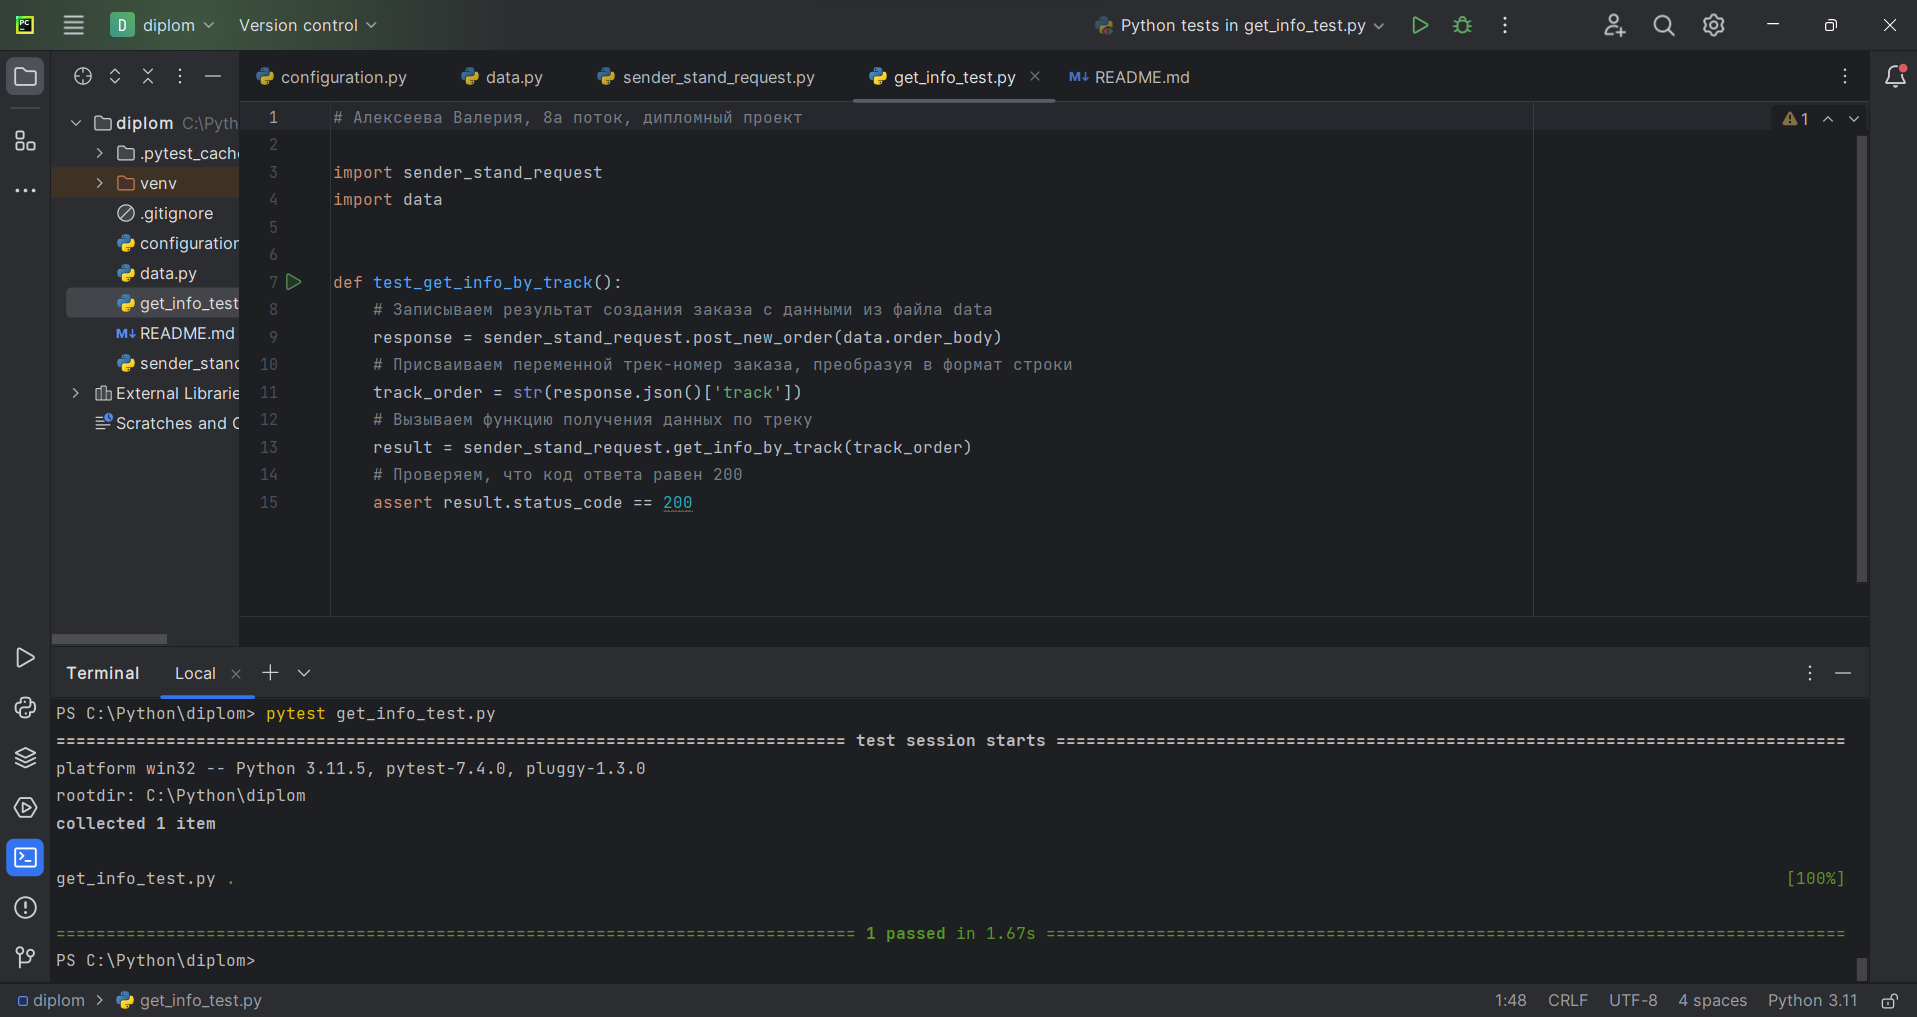 PC
D diplom
Version control
Python tests in get_info_test.py
configuration.py
data.py
sender_stand_request.py
get_info_test.py
M↓ README.md
diplom C:\Pyth
.pytest_cach
venv
.gitignore
configuration
data.py
get_info_test
M↓ README.md
sender_stand
External Librarie
Scratches and C
1 # Алексеева Валерия, 8а поток, дипломный проект
2
3 import sender_stand_request
4 import data
5
6
7 def test_get_info_by_track():
8 # Записываем результат создания заказа с данными из файла data
9 response = sender_stand_request.post_new_order(data.order_body)
10 # Присваиваем переменной трек-номер заказа, преобразуя в формат строки
11 track_order = str(response.json()['track'])
12 # Вызываем функцию получения данных по треку
13 result = sender_stand_request.get_info_by_track(track_order)
14 # Проверяем, что код ответа равен 200
15 assert result.status_code == 200
1
Terminal
Local
PS C:\Python\diplom> pytest get_info_test.py
=============================================================================== test session starts ===============================================================================
platform win32 -- Python 3.11.5, pytest-7.4.0, pluggy-1.3.0
rootdir: C:\Python\diplom
collected 1 item
get_info_test.py . [100%]
================================================================================ 1 passed in 1.67s ================================================================================
PS C:\Python\diplom>
diplom > get_info_test.py
1:48 CRLF UTF-8 4 spaces Python 3.11